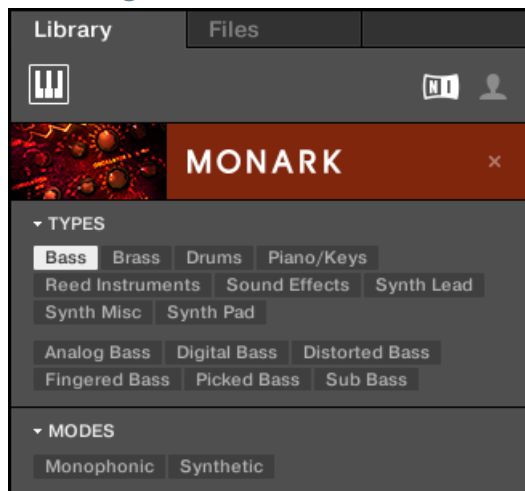 Library Files
NI
MONARK ×
TYPES
Bass Brass Drums Piano/Keys
Reed Instruments Sound Effects Synth Lead
Synth Misc Synth Pad
Analog Bass Digital Bass Distorted Bass
Fingered Bass Picked Bass Sub Bass
MODES
Monophonic Synthetic